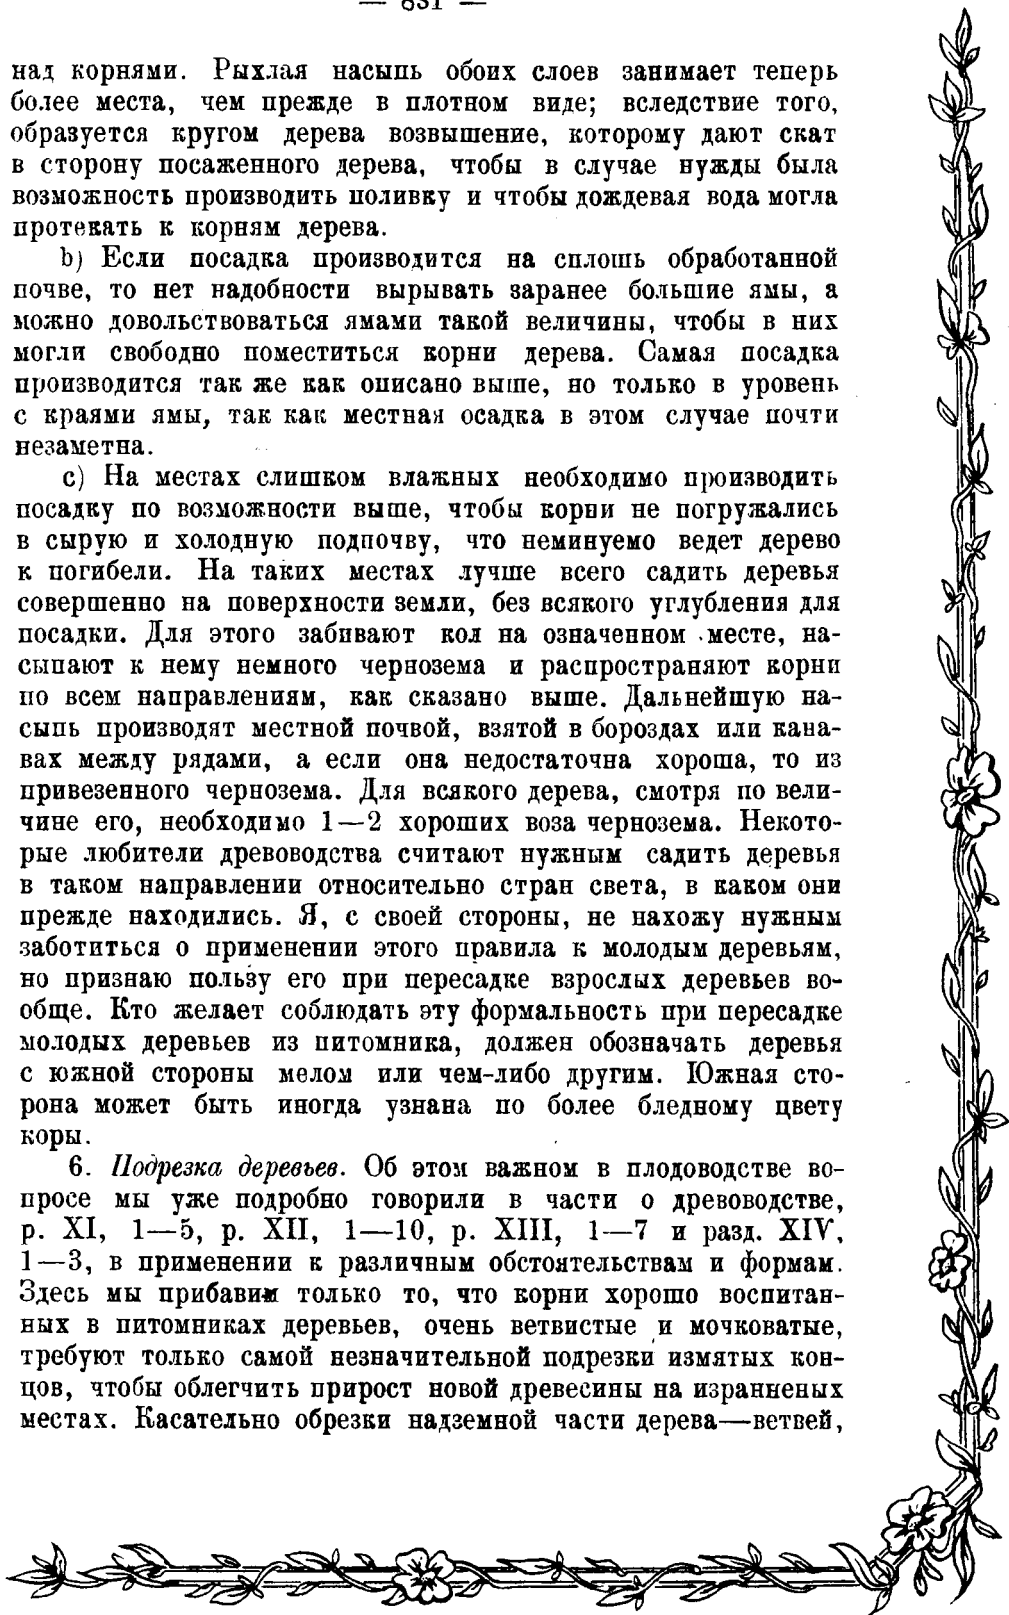 — 631 —
над корнями. Рыхлая насыпь обоих слоев занимает теперь
более места, чем прежде в плотном виде; вследствие того,
образуется кругом дерева возвышение, которому дают скат
в сторону посаженного дерева, чтобы в случае нужды была
возможность производить поливку и чтобы дождевая вода могла
протекать к корням дерева.
b) Если посадка производится на сплошь обработанной
почве, то нет надобности вырывать заранее большие ямы, а
можно довольствоваться ямами такой величины, чтобы в них
могли свободно поместиться корни дерева. Самая посадка
производится так же как описано выше, но только в уровень
с краями ямы, так как местная осадка в этом случае почти
незаметна.
c) На местах слишком влажных необходимо производить
посадку по возможности выше, чтобы корни не погружались
в сырую и холодную подпочву, что неминуемо ведет дерево
к погибели. На таких местах лучше всего садить деревья
совершенно на поверхности земли, без всякого углубления для
посадки. Для этого забивают кол на означенном месте, на-
сыпают к нему немного чернозема и распространяют корни
по всем направлениям, как сказано выше. Дальнейшую на-
сыпь производят местной почвой, взятой в бороздах или кана-
вах между рядами, а если она недостаточна хороша, то из
привезенного чернозема. Для всякого дерева, смотря по вели-
чине его, необходимо 1—2 хороших воза чернозема. Некото-
рые любители древоводства считают нужным садить деревья
в таком направлении относительно стран света, в каком они
прежде находились. Я, с своей стороны, не нахожу нужным
заботиться о применении этого правила к молодым деревьям,
но признаю пользу его при пересадке взрослых деревьев во-
обще. Кто желает соблюдать эту формальность при пересадке
молодых деревьев из питомника, должен обозначать деревья
с южной стороны мелом или чем-либо другим. Южная сто-
рона может быть иногда узнана по более бледному цвету
коры.
6. Подрезка деревьев. Об этом важном в плодоводстве во-
просе мы уже подробно говорили в части о древоводстве,
р. XI, 1—5, р. XII, 1—10, р. XIII, 1—7 и разд. XIV,
1—3, в применении к различным обстоятельствам и формам.
Здесь мы прибавим только то, что корни хорошо воспитан-
ных в питомниках деревьев, очень ветвистые и мочковатые,
требуют только самой незначительной подрезки измятых кон-
цов, чтобы облегчить прирост новой древесины на израненых
местах. Касательно обрезки надземной части дерева—ветвей,